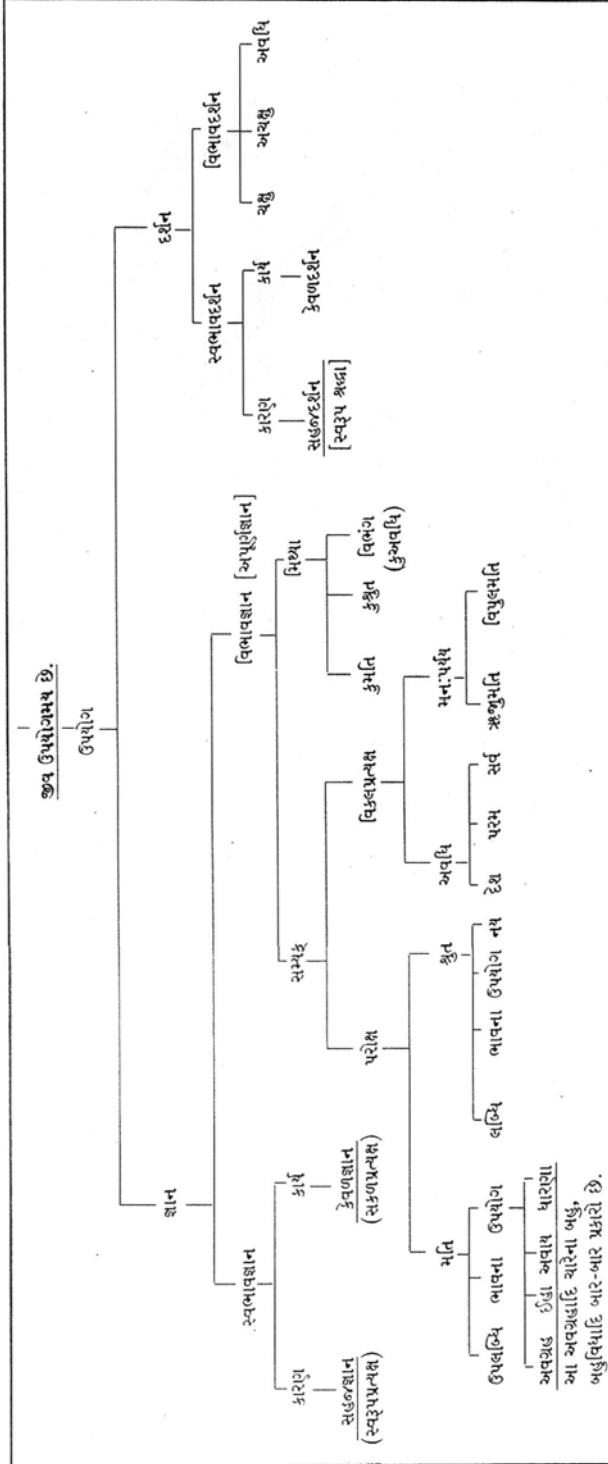 જીવ ઉપયોગમય છે.
ઉપયોગ
જ્ઞાન
દર્શન
સ્વભાવજ્ઞાન
વિભાવજ્ઞાન [અપૂર્ણજ્ઞાન]
સ્વભાવદર્શન
વિભાવદર્શન
કારણ
કાર્ય
સમ્યક્
મિથ્યા
કારણ
કાર્ય
ચક્ષુ
અચક્ષુ
અવધિ
સહજજ્ઞાન
(સ્વરૂપપ્રત્યક્ષ)
કેવળજ્ઞાન
(સકળપ્રત્યક્ષ)
સહજદર્શન
[સ્વરૂપ શ્રદ્ધા]
કેવળદર્શન
પરોક્ષ
વિકલપ્રત્યક્ષ
કુમતિ
કુશ્રુત
વિભંગ
(કુઅવધિ)
મતિ
શ્રુત
અવધિ
મન:પર્યય
ઉપલબ્ધિ ભાવના ઉપયોગ
લબ્ધિ ભાવના ઉપયોગ નય
દેશ પરમ સર્વ
ઋજુમતિ વિપુલમતિ
અવગ્રહ ઈહા અવાય ધારણા
આ અવગ્રહાદિ ચારેના બહુ,
બહુવિધાદિ બાર-બાર પ્રકારો છે.